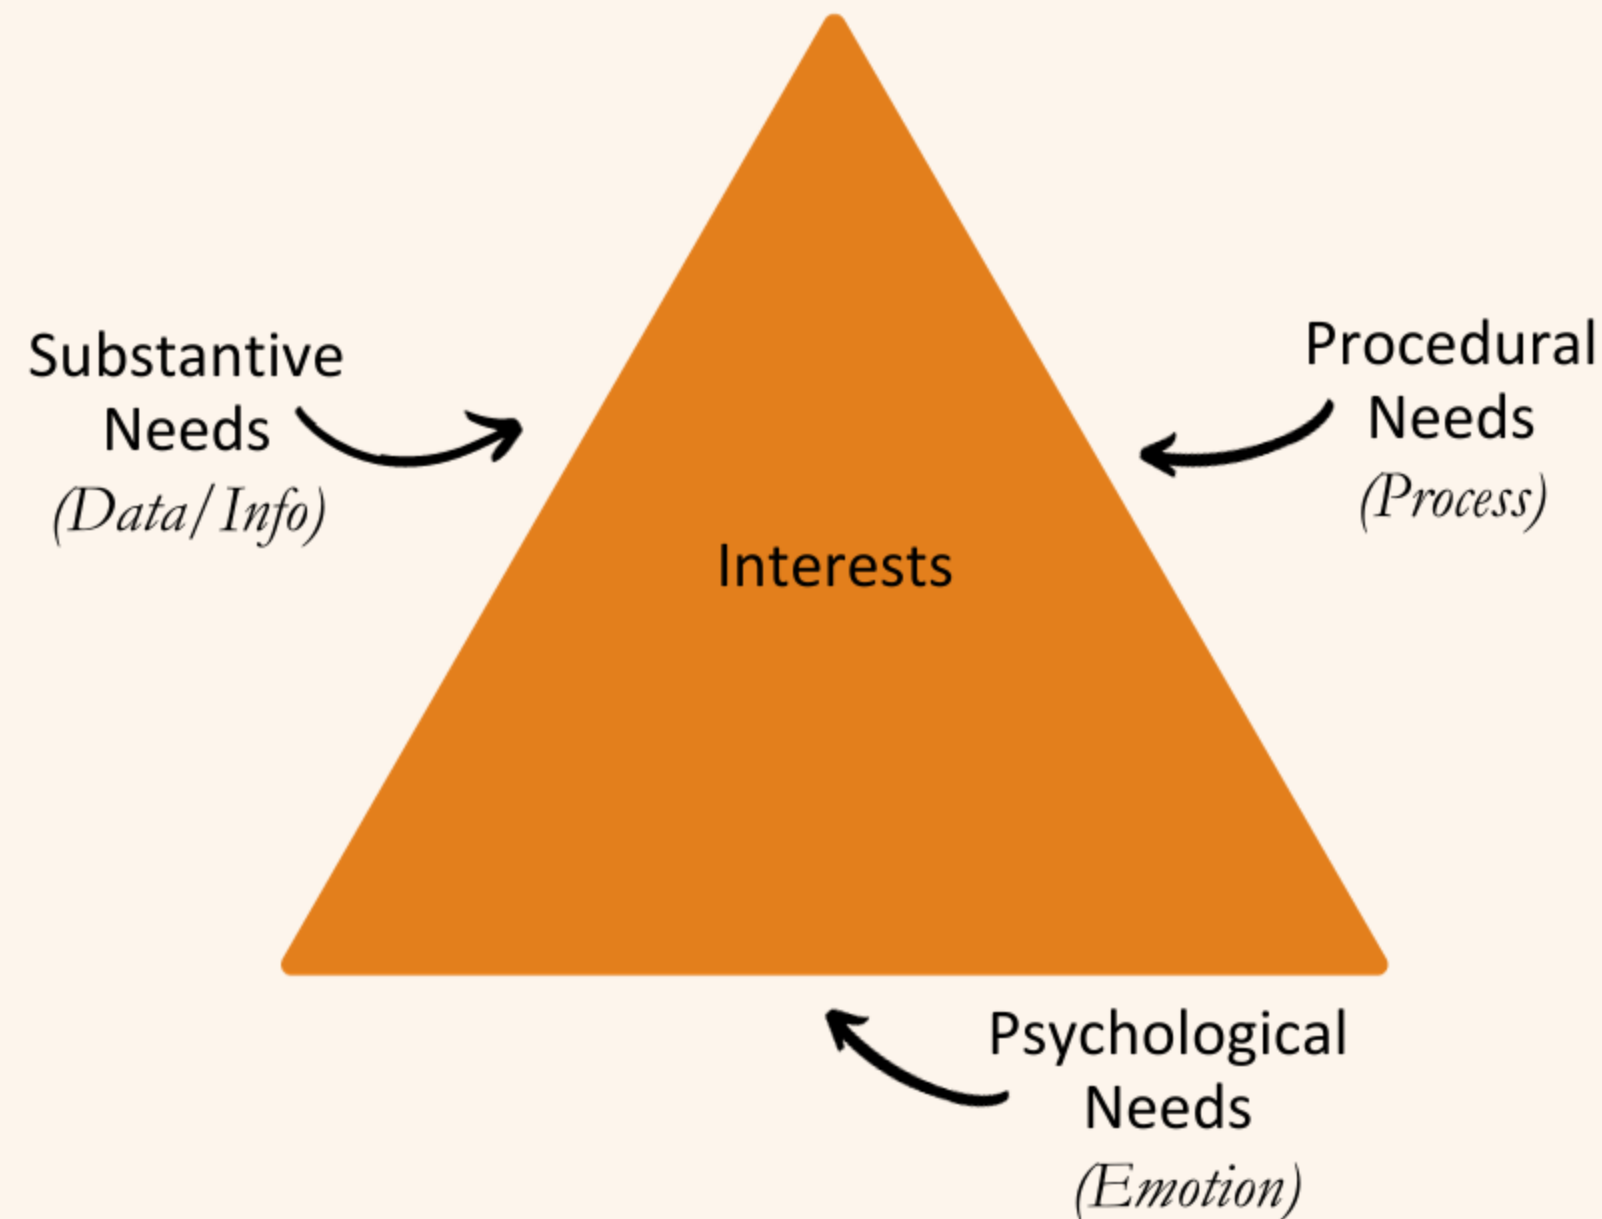 Substantive
Needs
(Data/Info)
Procedural
Needs
(Process)
Interests
Psychological
Needs
(Emotion)